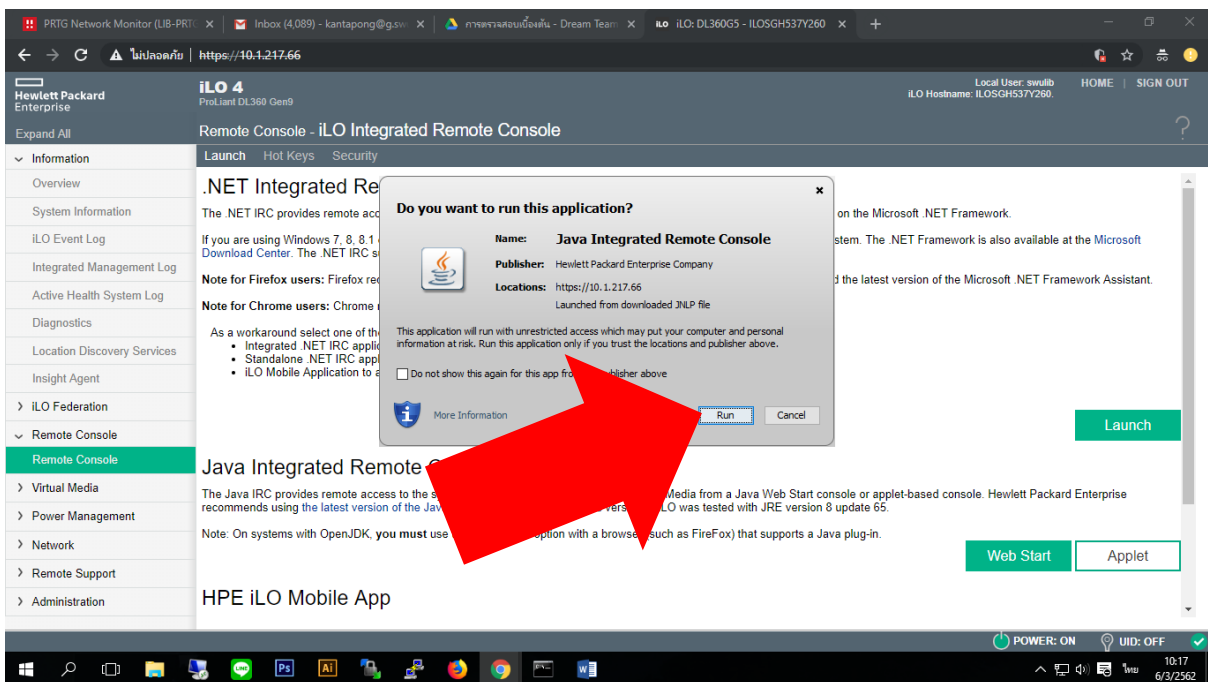 PRTG Network Monitor (LIB-PRT
Inbox (4,089) - kantapong@g.sw
การตรวจสอบเบื้องต้น - Dream Team
iLO iLO: DL360G5 - ILOSGH537Y260
ไม่ปลอดภัย
https://10.1.217.66
Hewlett Packard
Enterprise
iLO 4
ProLiant DL360 Gen9
Local User: swulib
iLO Hostname: ILOSGH537Y260.
HOME | SIGN OUT
Expand All
Remote Console - iLO Integrated Remote Console
?
Launch Hot Keys Security
Information
Overview
System Information
iLO Event Log
Integrated Management Log
Active Health System Log
Diagnostics
Location Discovery Services
Insight Agent
iLO Federation
Remote Console
Remote Console
Virtual Media
Power Management
Network
Remote Support
Administration
.NET Integrated Re
The .NET IRC provides remote acc
on the Microsoft .NET Framework.
If you are using Windows 7, 8, 8.1
stem. The .NET Framework is also available at the Microsoft
Download Center. The .NET IRC s
Note for Firefox users: Firefox req
the latest version of the Microsoft .NET Framework Assistant.
Note for Chrome users: Chrome
As a workaround select one of th
• Integrated .NET IRC applic
• Standalone .NET IRC appl
• iLO Mobile Application to a
Do you want to run this application?
Name: Java Integrated Remote Console
Publisher: Hewlett Packard Enterprise Company
Locations: https://10.1.217.66
Launched from downloaded JNLP file
This application will run with unrestricted access which may put your computer and personal
information at risk. Run this application only if you trust the locations and publisher above.
Do not show this again for this app fro
blisher above
More Information
Run
Cancel
Launch
Java Integrated Remote
The Java IRC provides remote access to the s
Media from a Java Web Start console or applet-based console. Hewlett Packard Enterprise
recommends using the latest version of the Jav
LO was tested with JRE version 8 update 65.
Note: On systems with OpenJDK, you must use
option with a browse
such as FireFox) that supports a Java plug-in.
Web Start
Applet
HPE iLO Mobile App
POWER: ON
UID: OFF
LINE
Ps
Ai
ไทย
10:17
6/3/2562